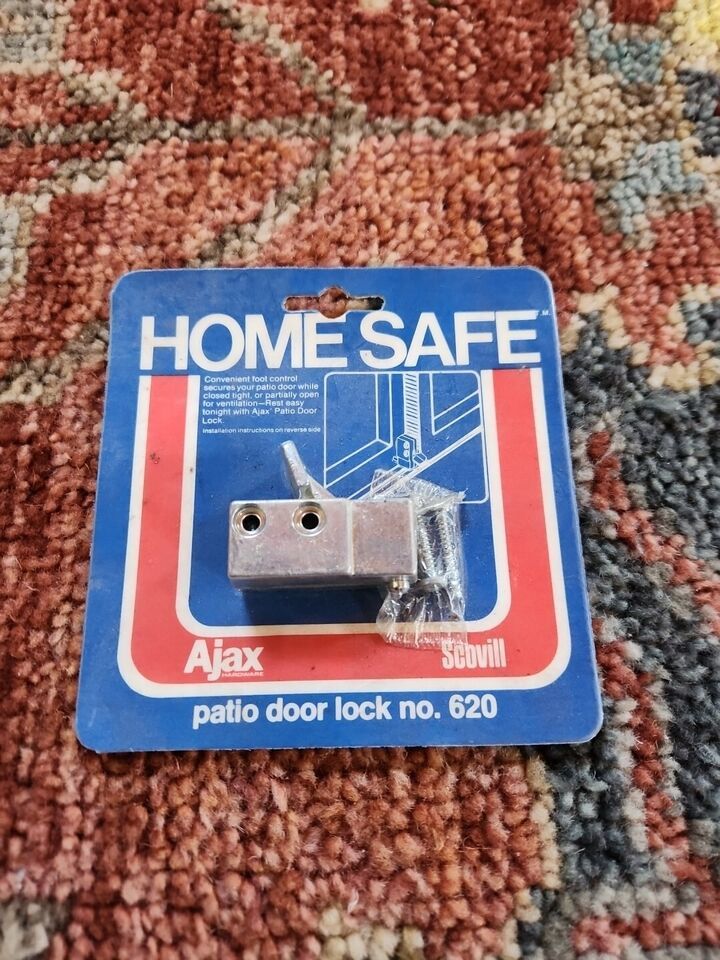 HOME SAFE™
Convenient foot control
secures your patio door while
closed tight, or partially open
for ventilation—Rest easy
tonight with Ajax® Patio Door
Lock.
Installation instructions on reverse side
Ajax
HARDWARE
Scovill
patio door lock no. 620